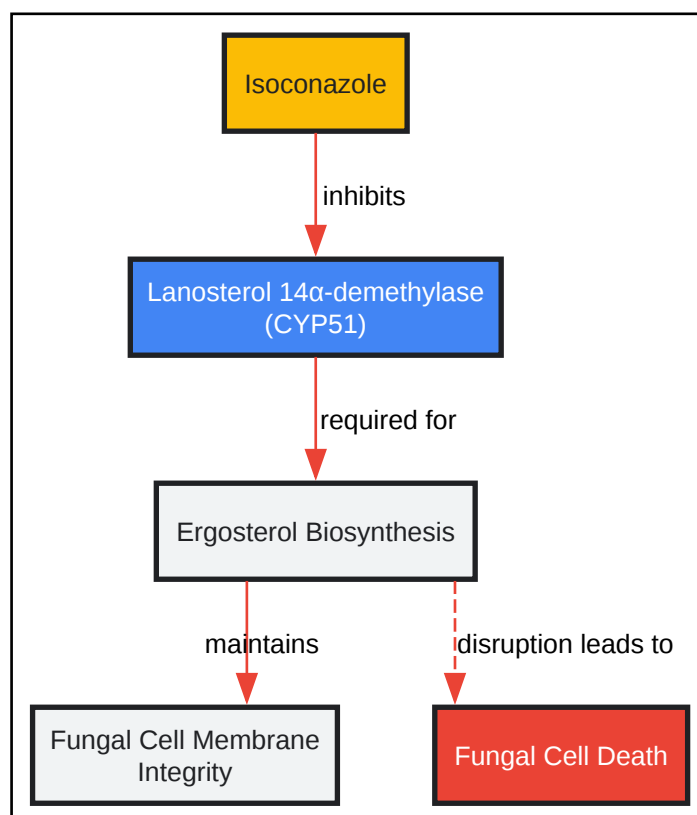 Isoconazole
inhibits
Lanosterol 14α-demethylase
(CYP51)
required for
Ergosterol Biosynthesis
maintains
disruption leads to
Fungal Cell Membrane
Integrity
Fungal Cell Death